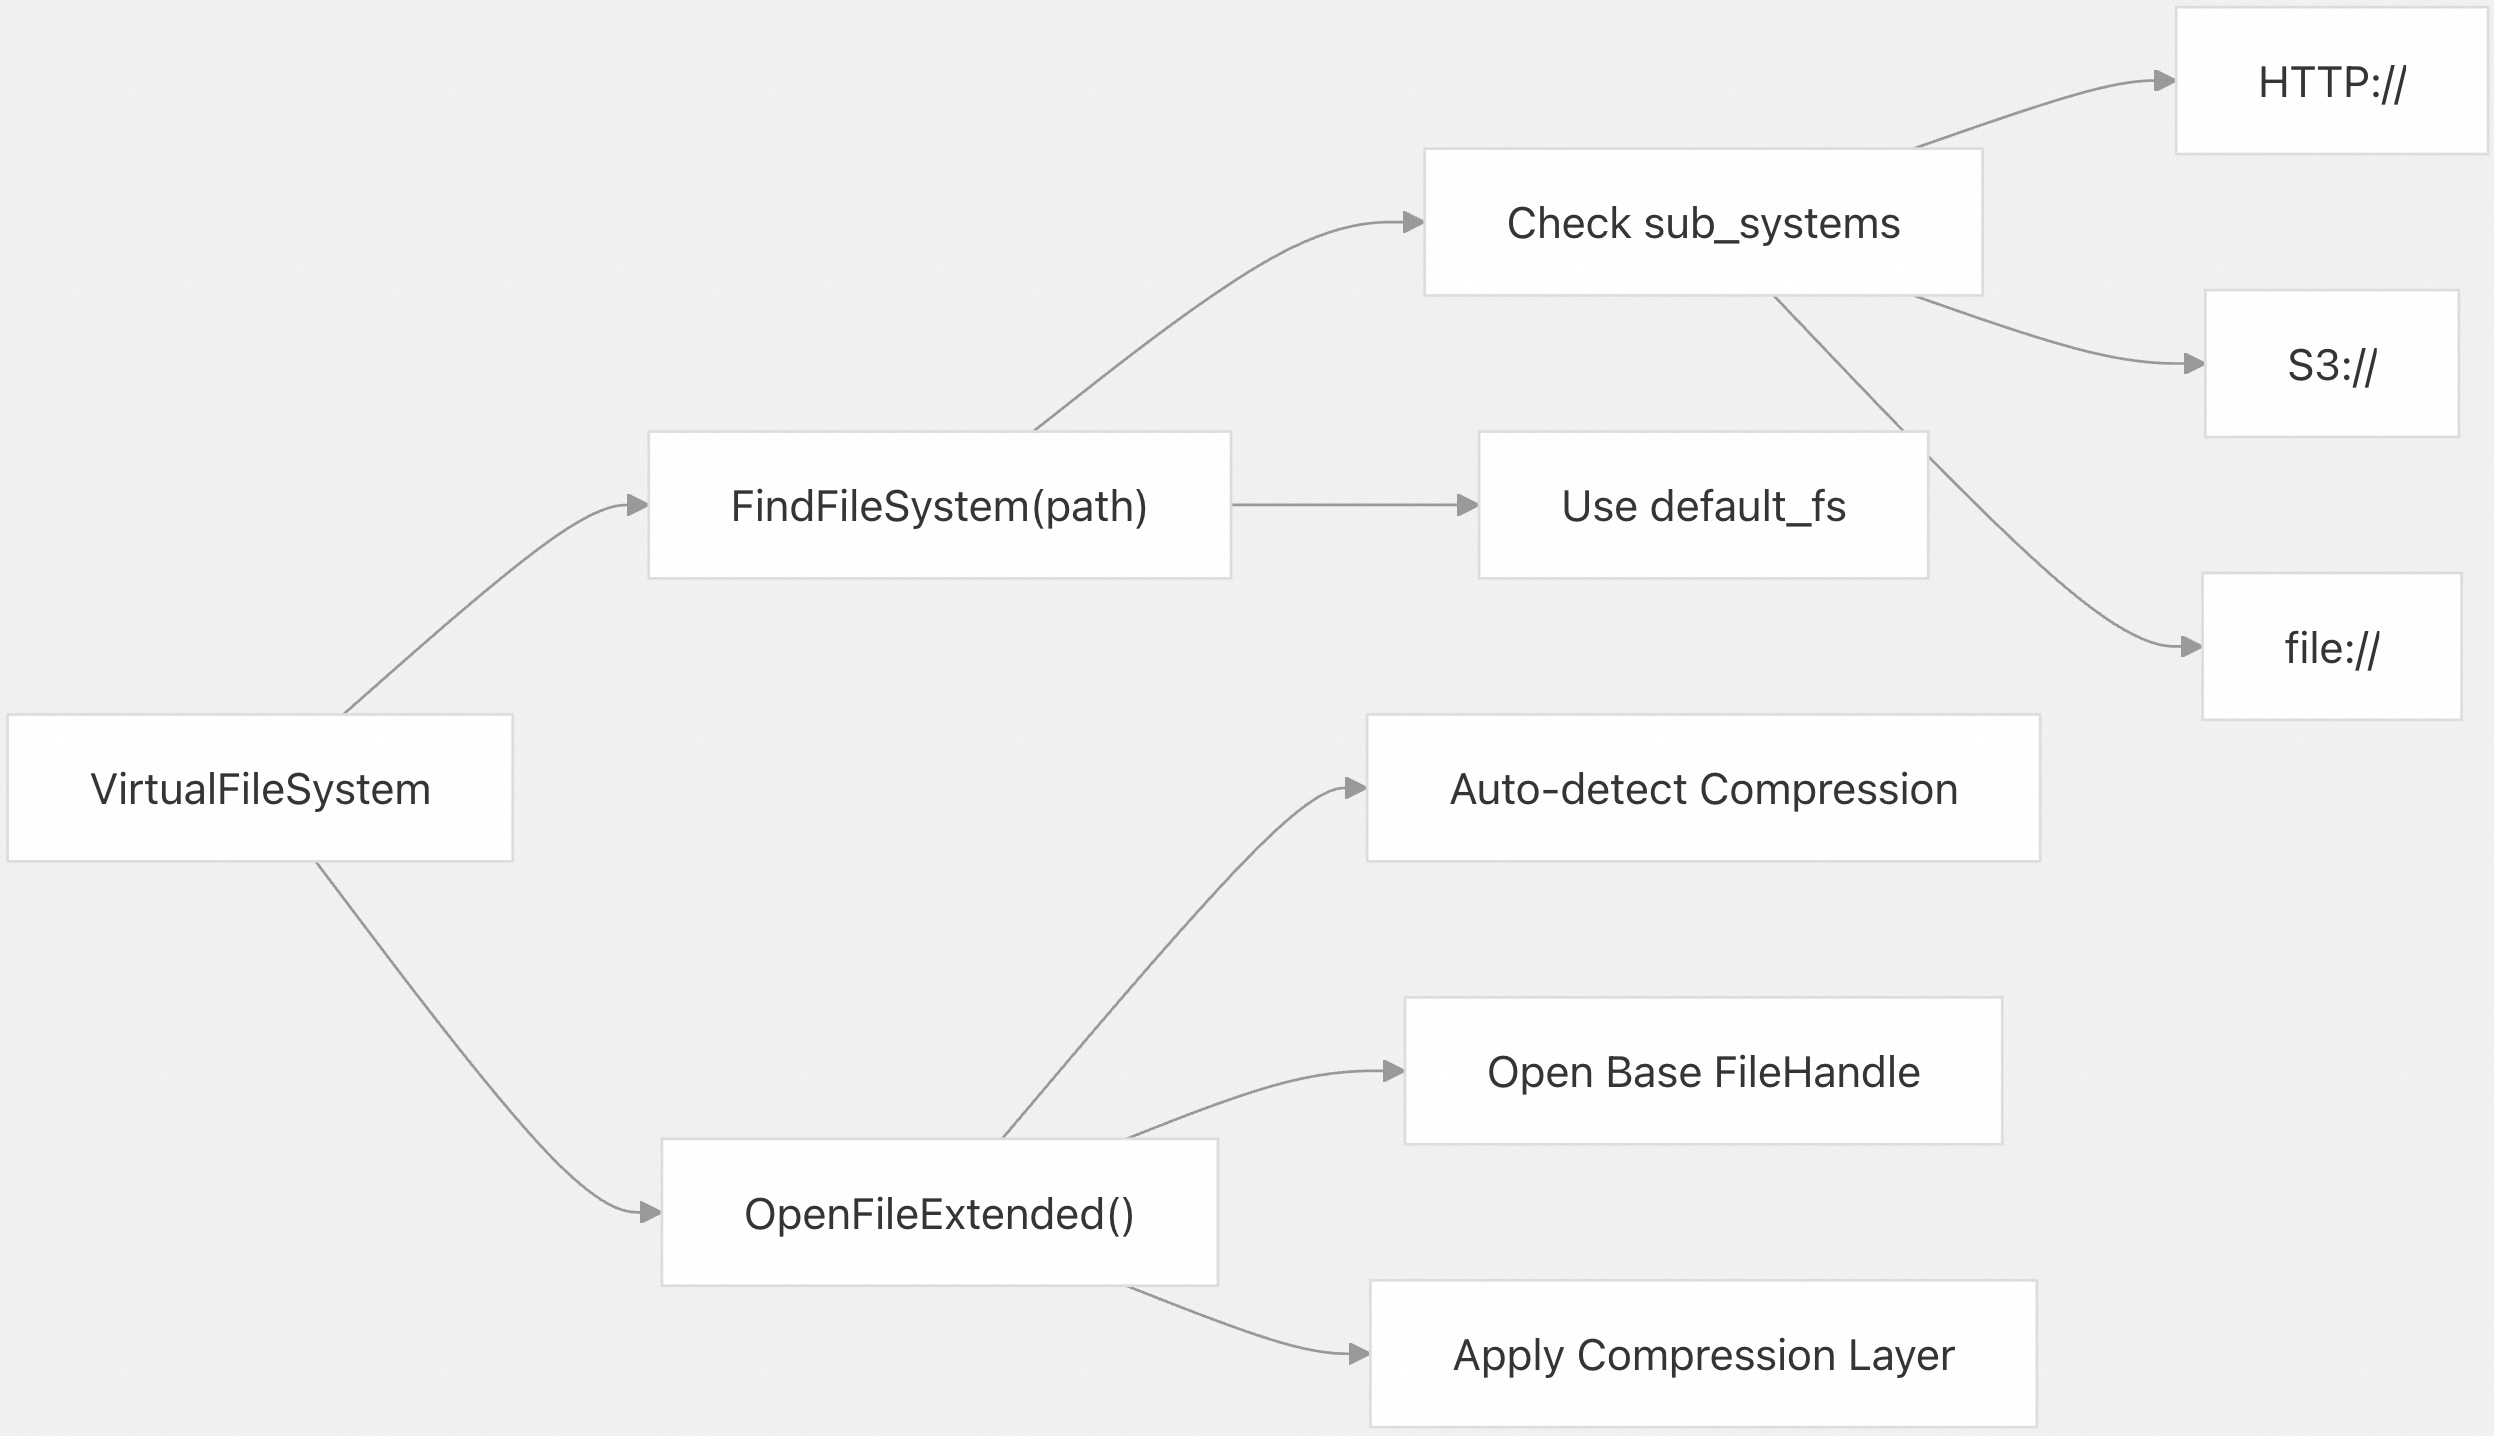 HTTP://
Check sub_systems
S3://
FindFileSystem(path)
Use default_fs
file://
VirtualFileSystem
Auto-detect Compression
Open Base FileHandle
OpenFileExtended()
Apply Compression Layer